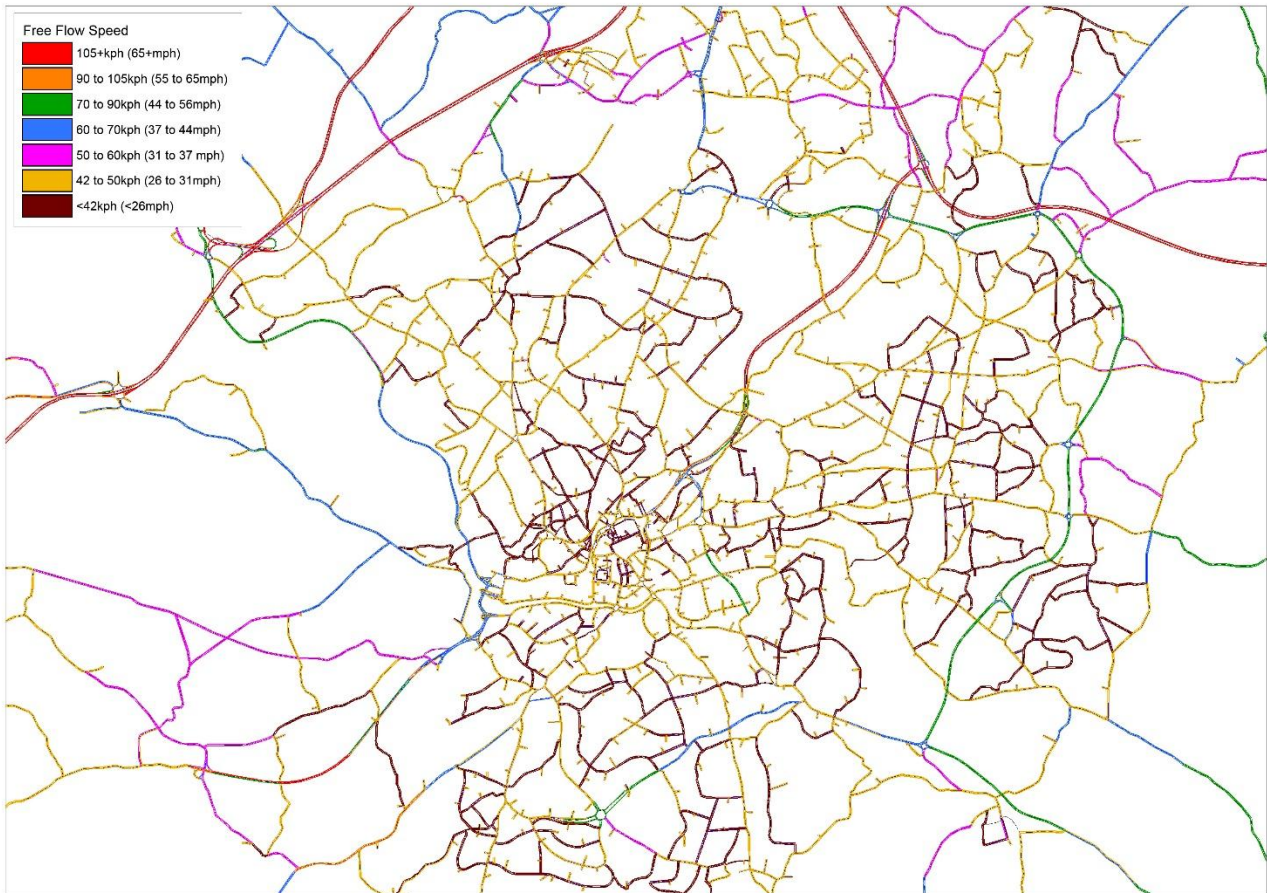 Free Flow Speed
105+kph (65+mph)
90 to 105kph (55 to 65mph)
70 to 90kph (44 to 56mph)
60 to 70kph (37 to 44mph)
50 to 60kph (31 to 37 mph)
42 to 50kph (26 to 31mph)
<42kph (<26mph)